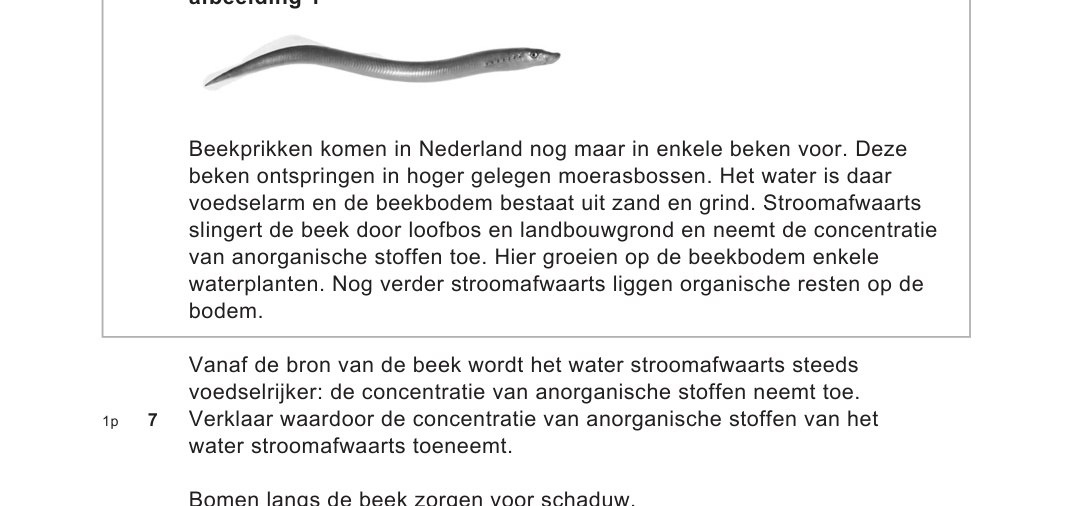 afbeelding 1
Beekprikken komen in Nederland nog maar in enkele beken voor. Deze
beken ontspringen in hoger gelegen moerasbossen. Het water is daar
voedselarm en de beekbodem bestaat uit zand en grind. Stroomafwaarts
slingert de beek door loofbos en landbouwgrond en neemt de concentratie
van anorganische stoffen toe. Hier groeien op de beekbodem enkele
waterplanten. Nog verder stroomafwaarts liggen organische resten op de
bodem.
Vanaf de bron van de beek wordt het water stroomafwaarts steeds
voedselrijker: de concentratie van anorganische stoffen neemt toe.
1p 7 Verklaar waardoor de concentratie van anorganische stoffen van het
water stroomafwaarts toeneemt.
Bomen langs de beek zorgen voor schaduw.